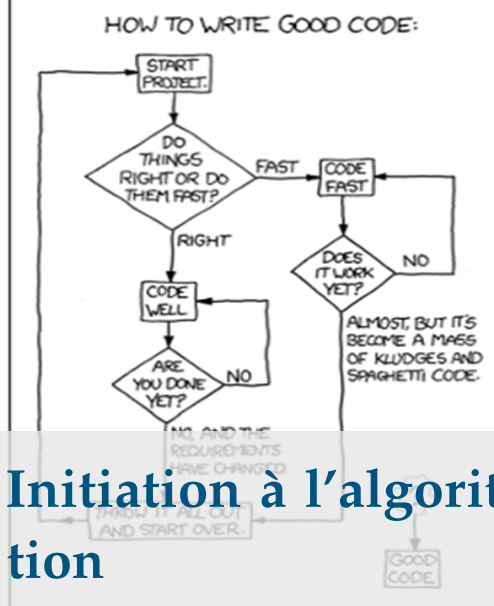 HOW TO WRITE GOOD CODE:
START
PROJECT.
DO
THINGS
RIGHT OR DO
THEM FAST?
FAST
CODE
FAST
RIGHT
DOES
IT WORK
YET?
NO
CODE
WELL
ALMOST, BUT IT'S
BECOME A MASS
OF KLUDGES AND
SPAGHETTI CODE.
ARE
YOU DONE
YET?
NO
NO, AND THE
REQUIREMENTS
HAVE CHANGED.
THROW IT ALL OUT
AND START OVER.
GOOD
CODE
Initiation à l’algorit
tion